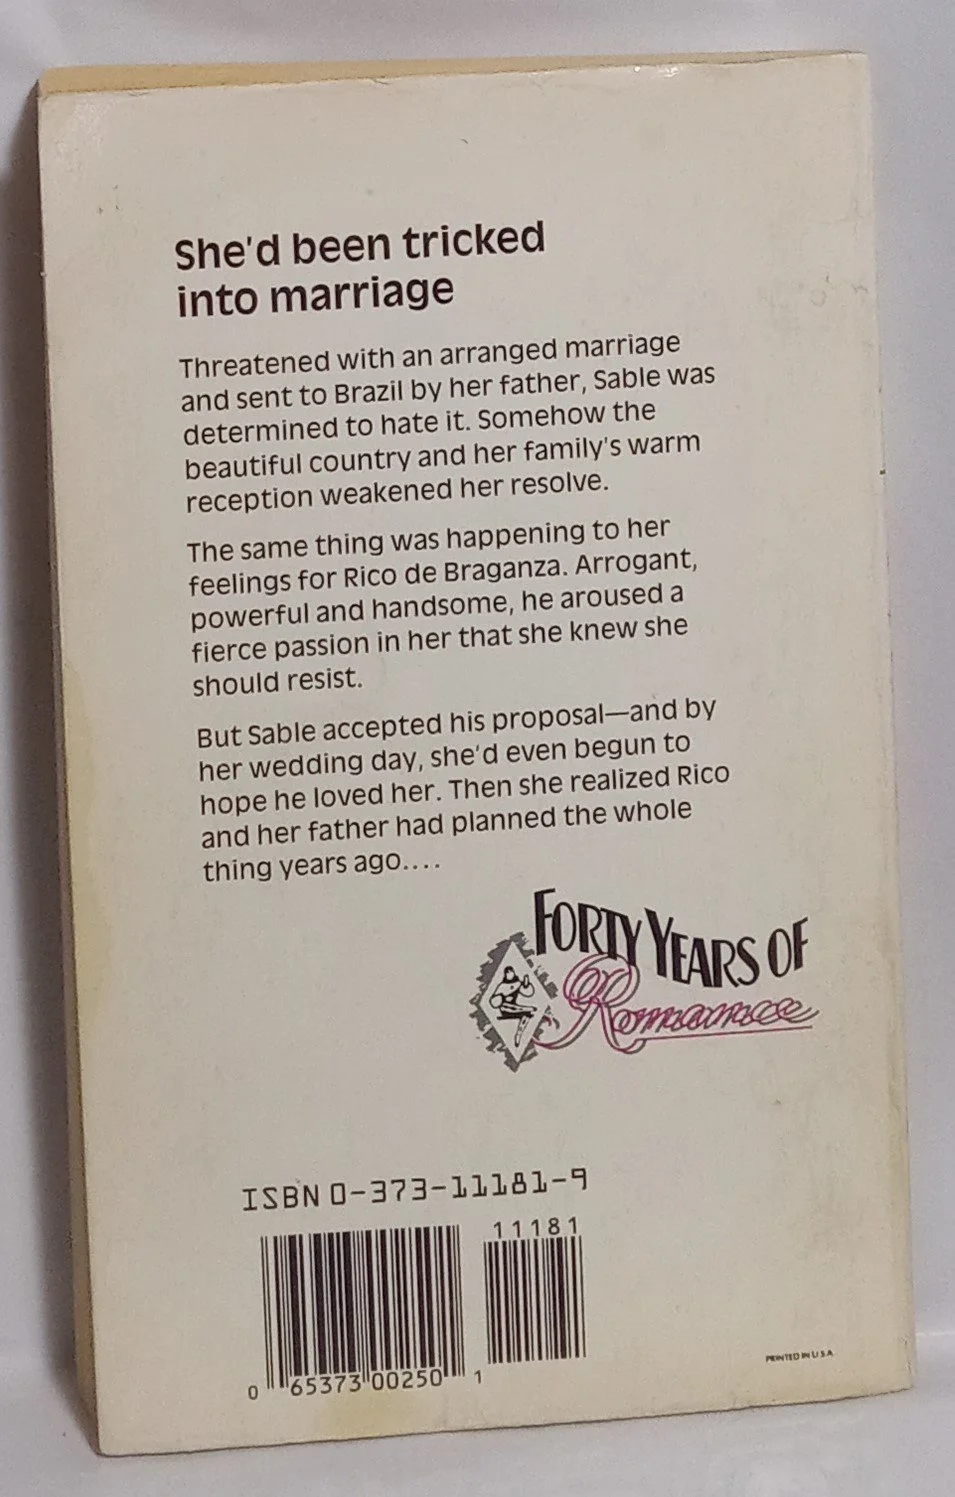 She'd been tricked
into marriage
Threatened with an arranged marriage
and sent to Brazil by her father, Sable was
determined to hate it. Somehow the
beautiful country and her family's warm
reception weakened her resolve.
The same thing was happening to her
feelings for Rico de Braganza. Arrogant,
powerful and handsome, he aroused a
fierce passion in her that she knew she
should resist.
But Sable accepted his proposal—and by
her wedding day, she'd even begun to
hope he loved her. Then she realized Rico
and her father had planned the whole
thing years ago....
FORTY YEARS OF
Romance
ISBN 0-373-11181-9
11181
0 65373 00250 1
PRINTED IN U.S.A.